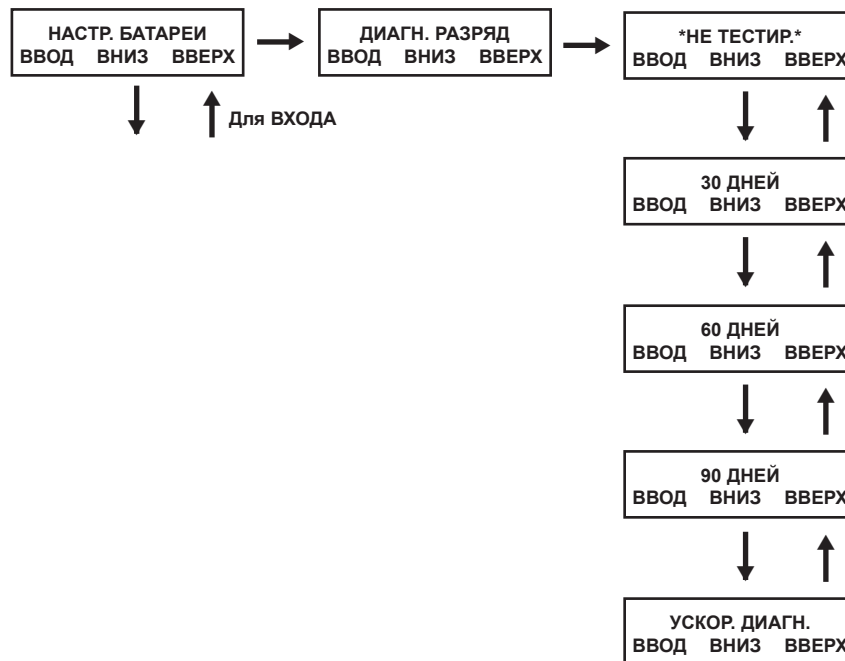 НАСТР. БАТАРЕИ
ВВОД ВНИЗ ВВЕРХ
ДИАГН. РАЗРЯД
ВВОД ВНИЗ ВВЕРХ
*НЕ ТЕСТИР.*
ВВОД ВНИЗ ВВЕРХ
Для ВХОДА
30 ДНЕЙ
ВВОД ВНИЗ ВВЕРХ
60 ДНЕЙ
ВВОД ВНИЗ ВВЕРХ
90 ДНЕЙ
ВВОД ВНИЗ ВВЕРХ
УСКОР. ДИАГН.
ВВОД ВНИЗ ВВЕРХ